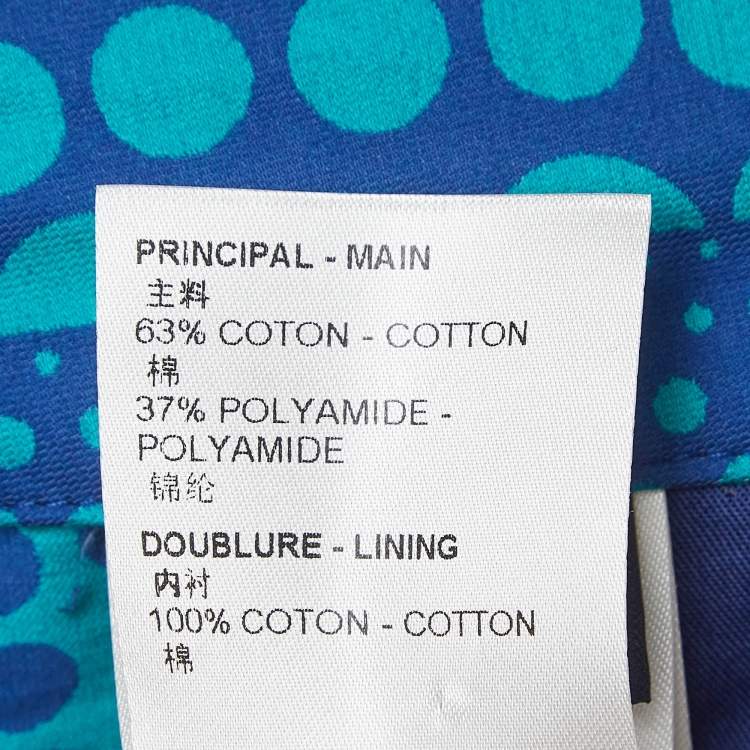 PRINCIPAL - MAIN
主料
63% COTON - COTTON
棉
37% POLYAMIDE -
POLYAMIDE
锦纶
DOUBLURE - LINING
内衬
100% COTON - COTTON
棉